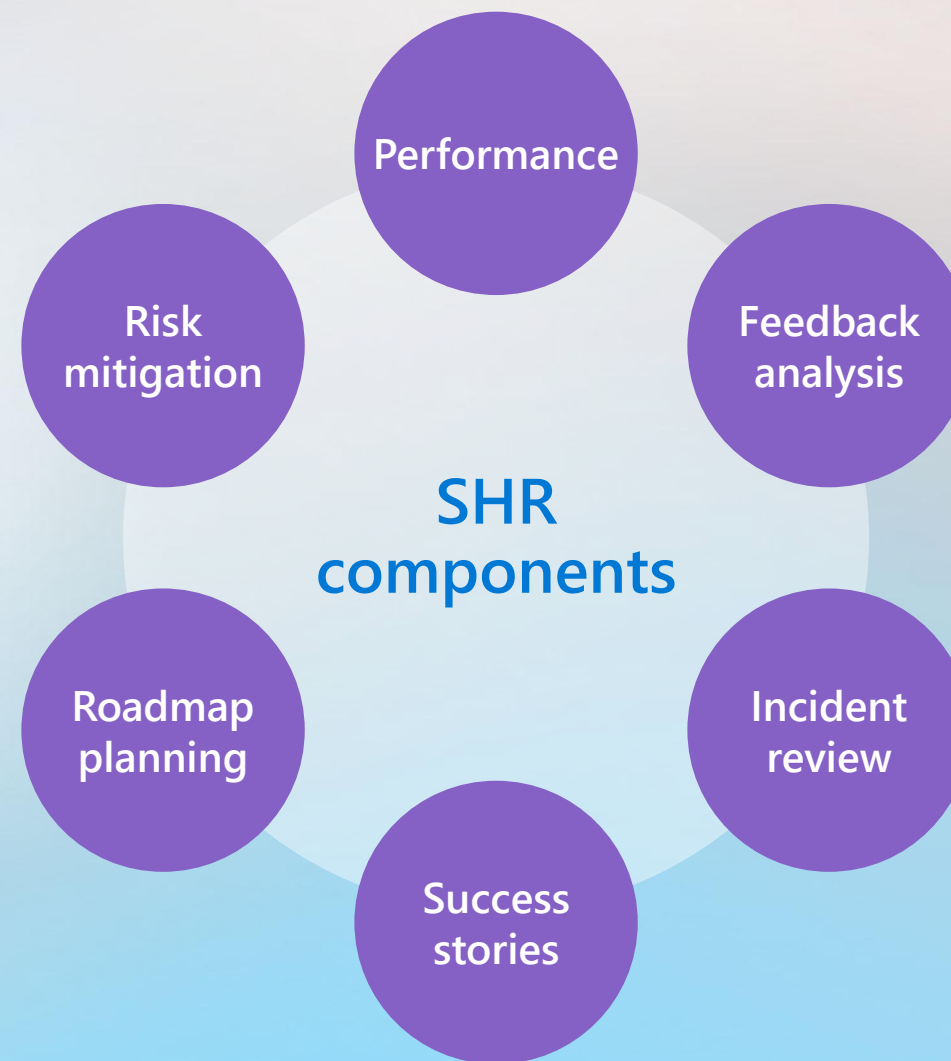 Performance
Feedback
analysis
Incident
review
Success
stories
Roadmap
planning
Risk
mitigation
SHR
components